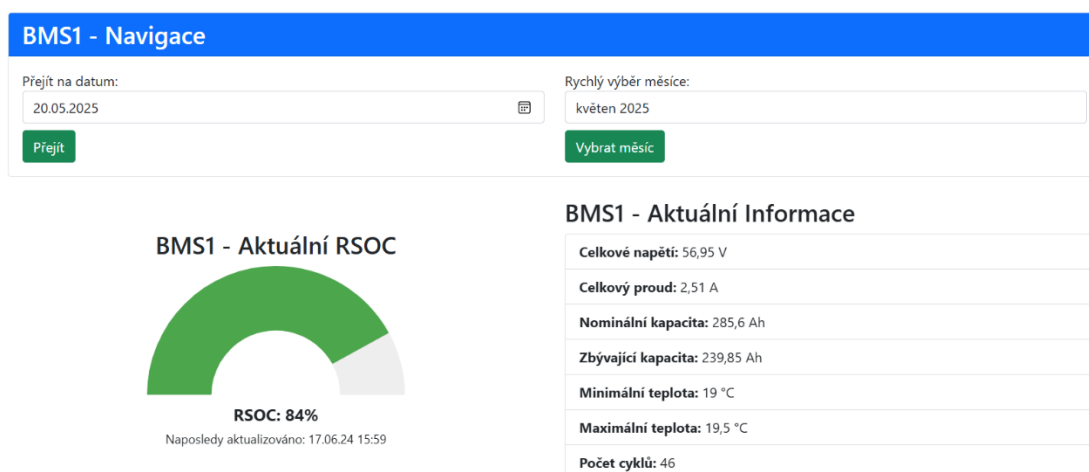 BMS1 - Navigace
Přejít na datum:
20.05.2025
Přejít
Rychlý výběr měsíce:
květen 2025
Vybrat měsíc
BMS1 - Aktuální RSOC
RSOC: 84%
Naposledy aktualizováno: 17.06.24 15:59
BMS1 - Aktuální Informace
Celkové napětí: 56,95 V
Celkový proud: 2,51 A
Nominální kapacita: 285,6 Ah
Zbývající kapacita: 239,85 Ah
Minimální teplota: 19 °C
Maximální teplota: 19,5 °C
Počet cyklů: 46